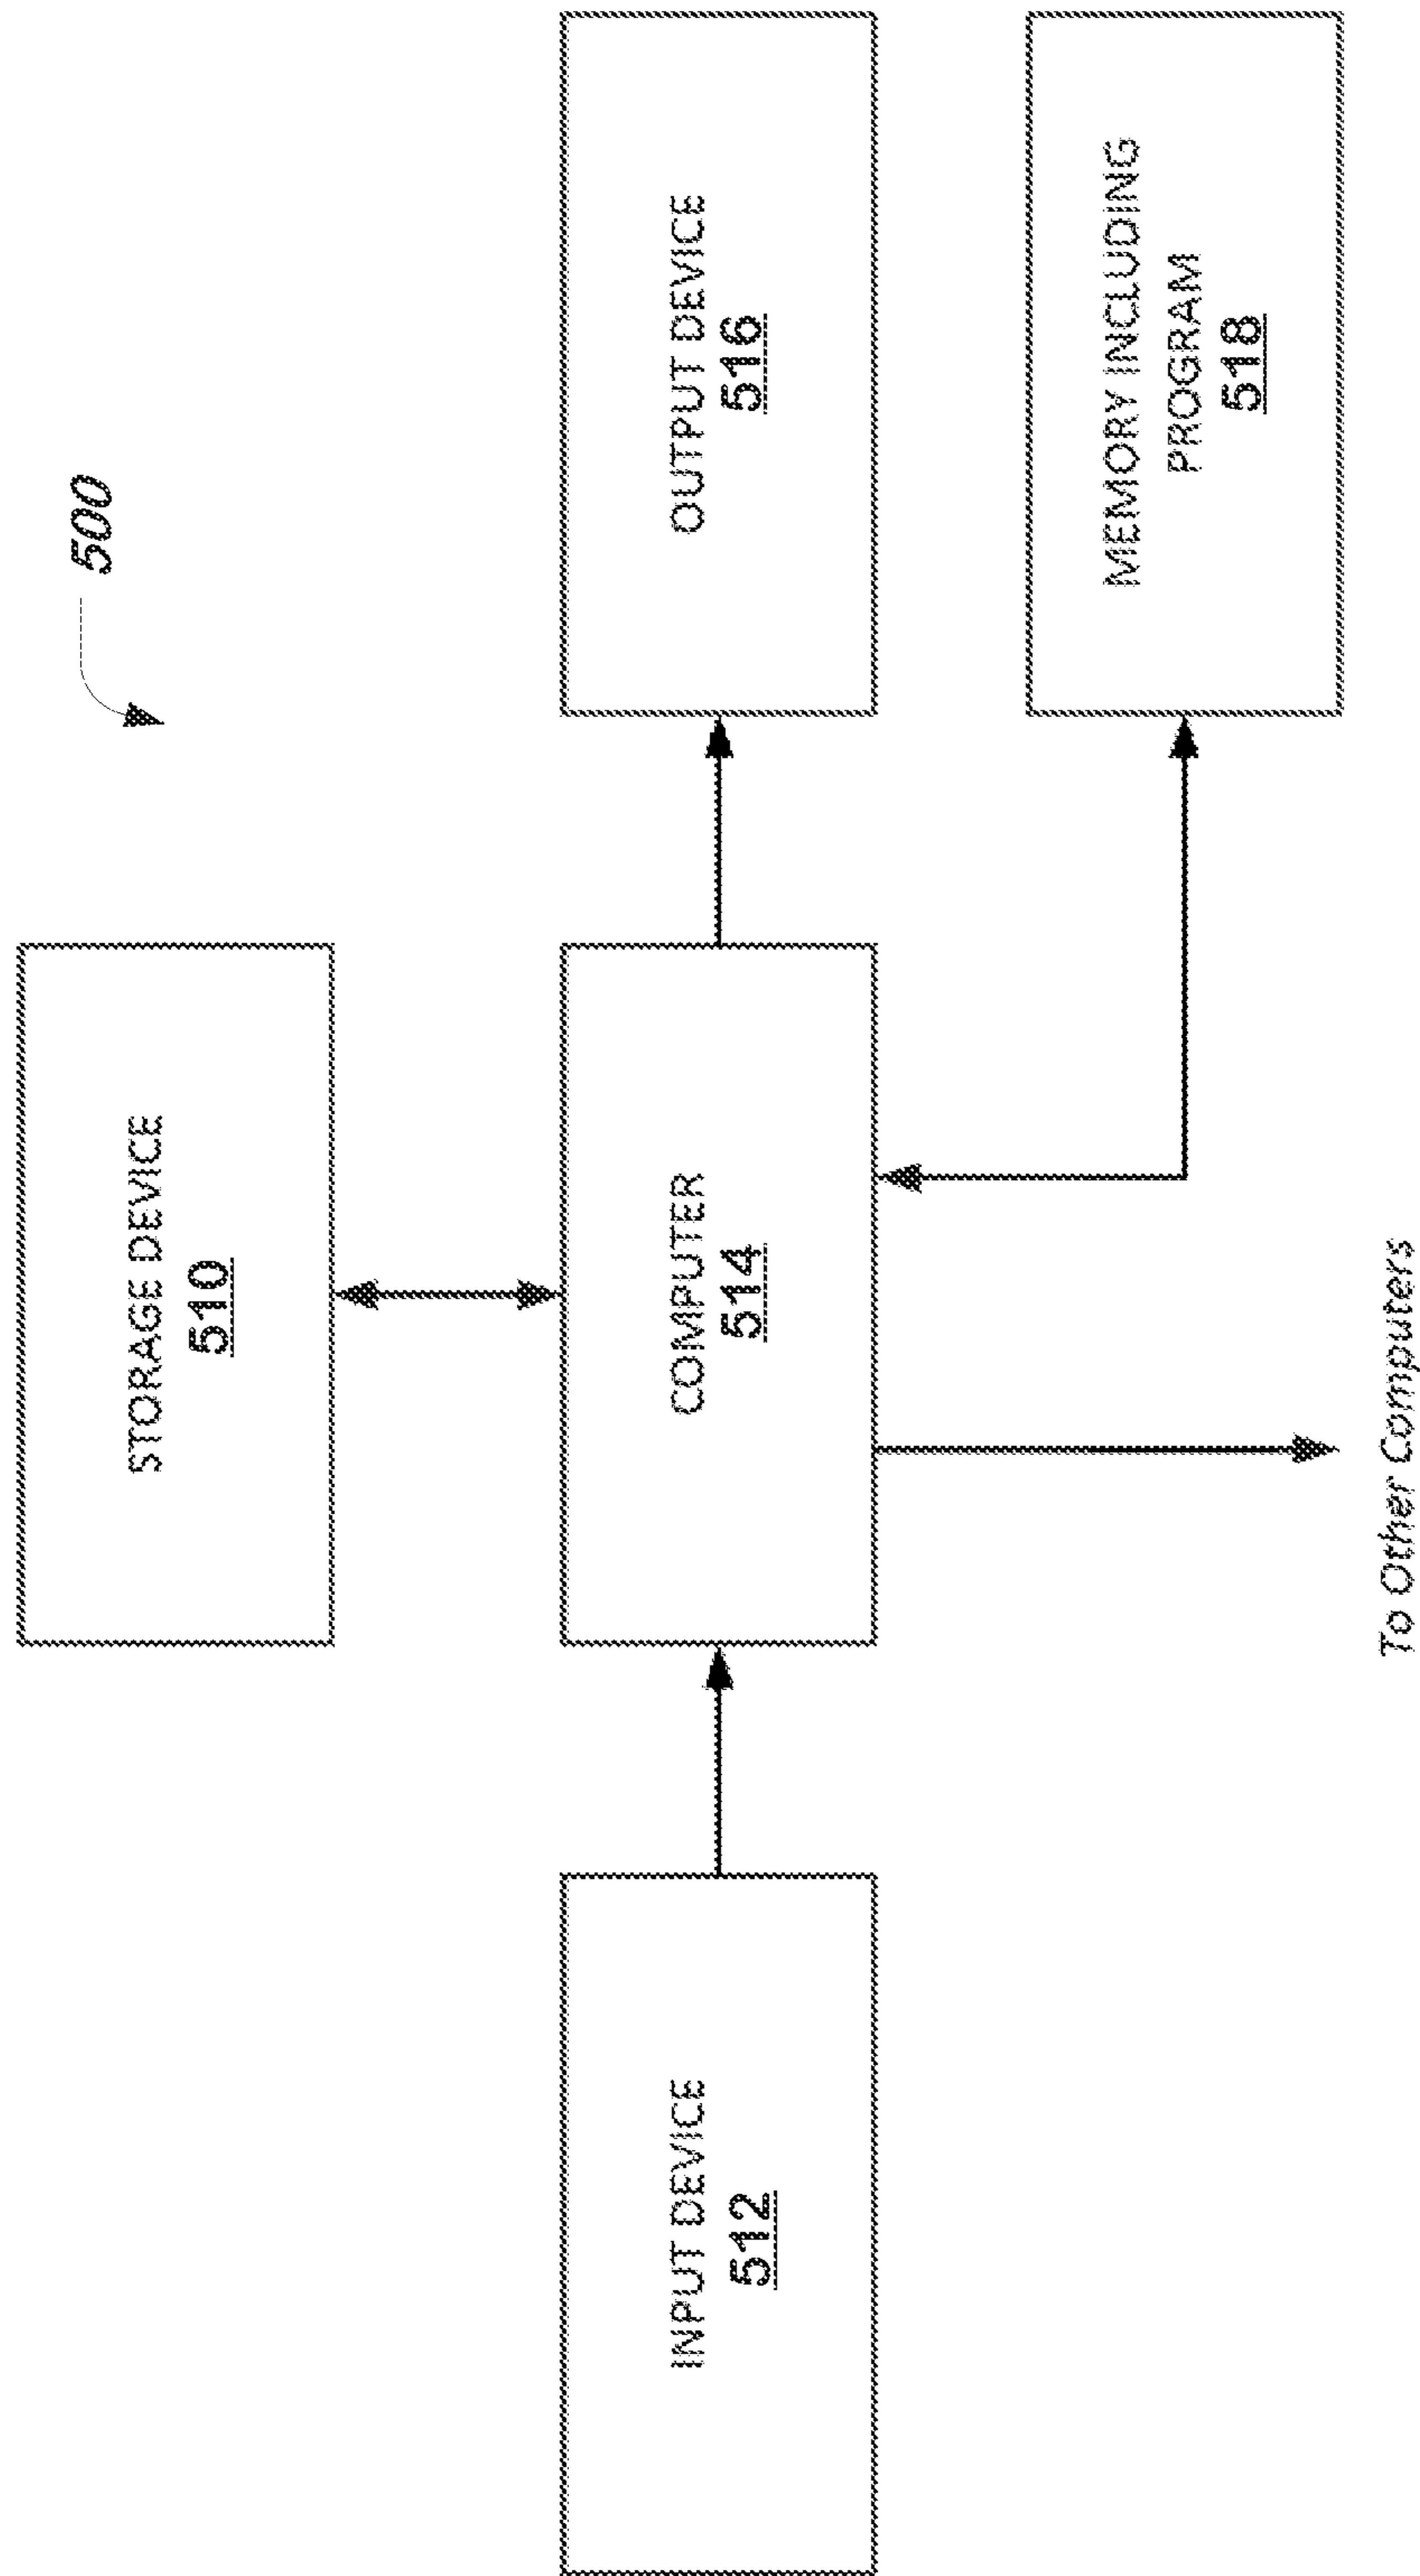 500
STORAGE DEVICE
510
INPUT DEVICE
512
COMPUTER
514
OUTPUT DEVICE
516
MEMORY INCLUDING
PROGRAM
518
To Other Computers